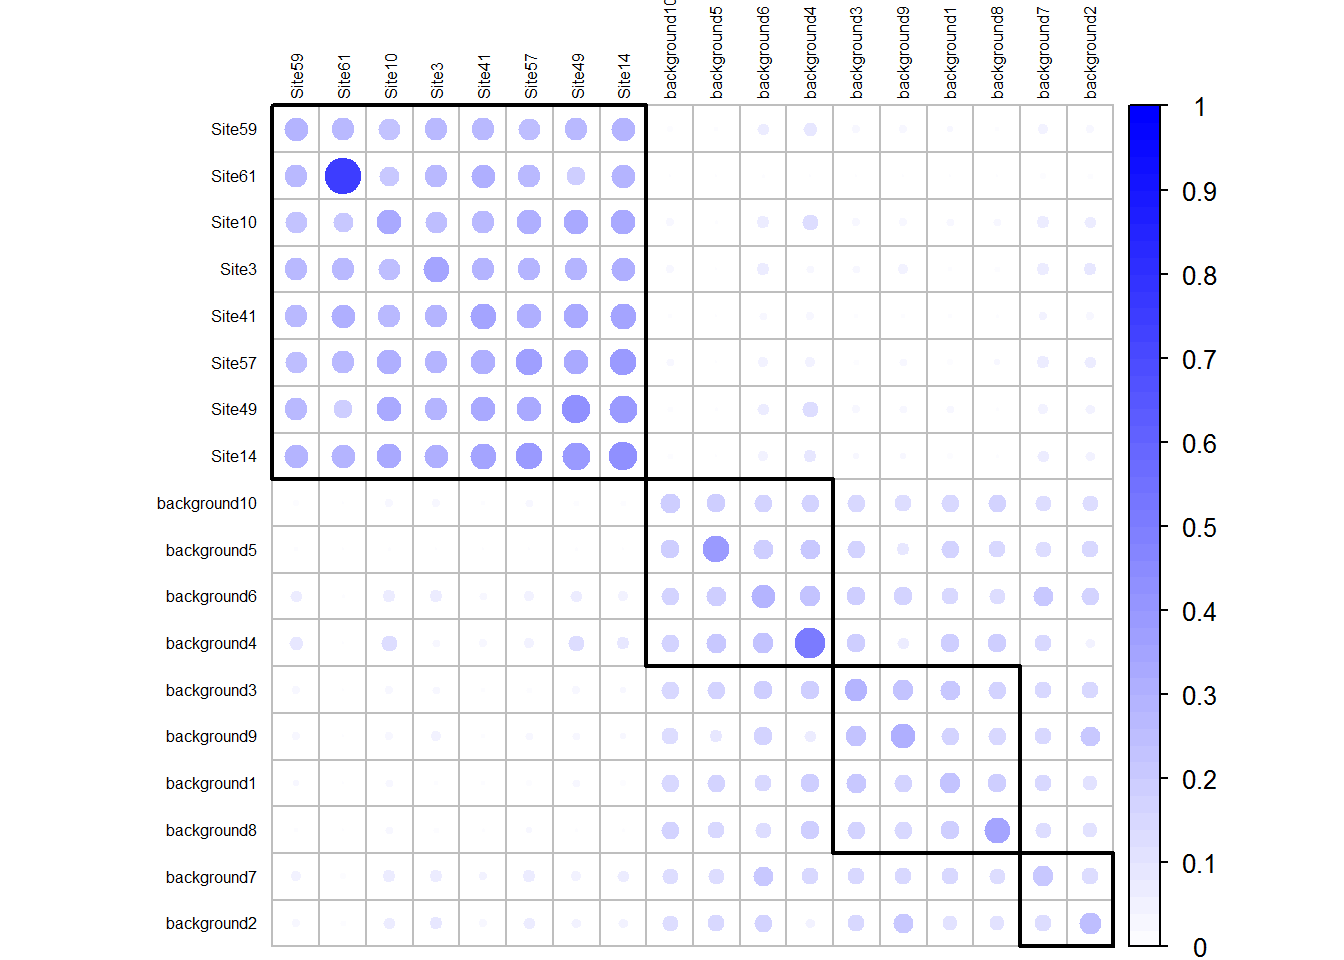 Site59
Site61
Site10
Site3
Site41
Site57
Site49
Site14
background10
background5
background6
background4
background3
background9
background1
background8
background7
background2
Site59
Site61
Site10
Site3
Site41
Site57
Site49
Site14
background10
background5
background6
background4
background3
background9
background1
background8
background7
background2
1
0.9
0.8
0.7
0.6
0.5
0.4
0.3
0.2
0.1
0